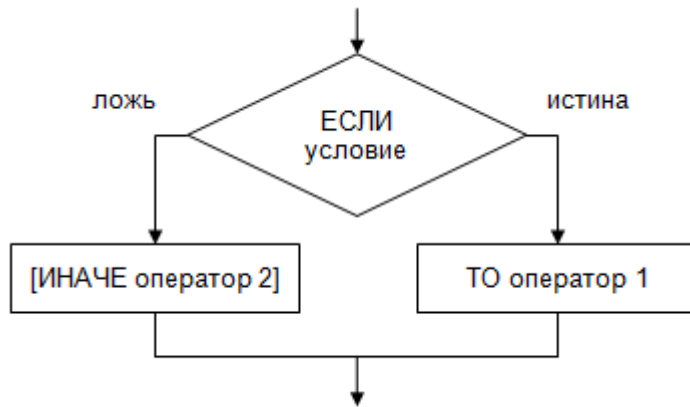 ложь
истина
ЕСЛИ
условие
[ИНАЧЕ оператор 2]
ТО оператор 1